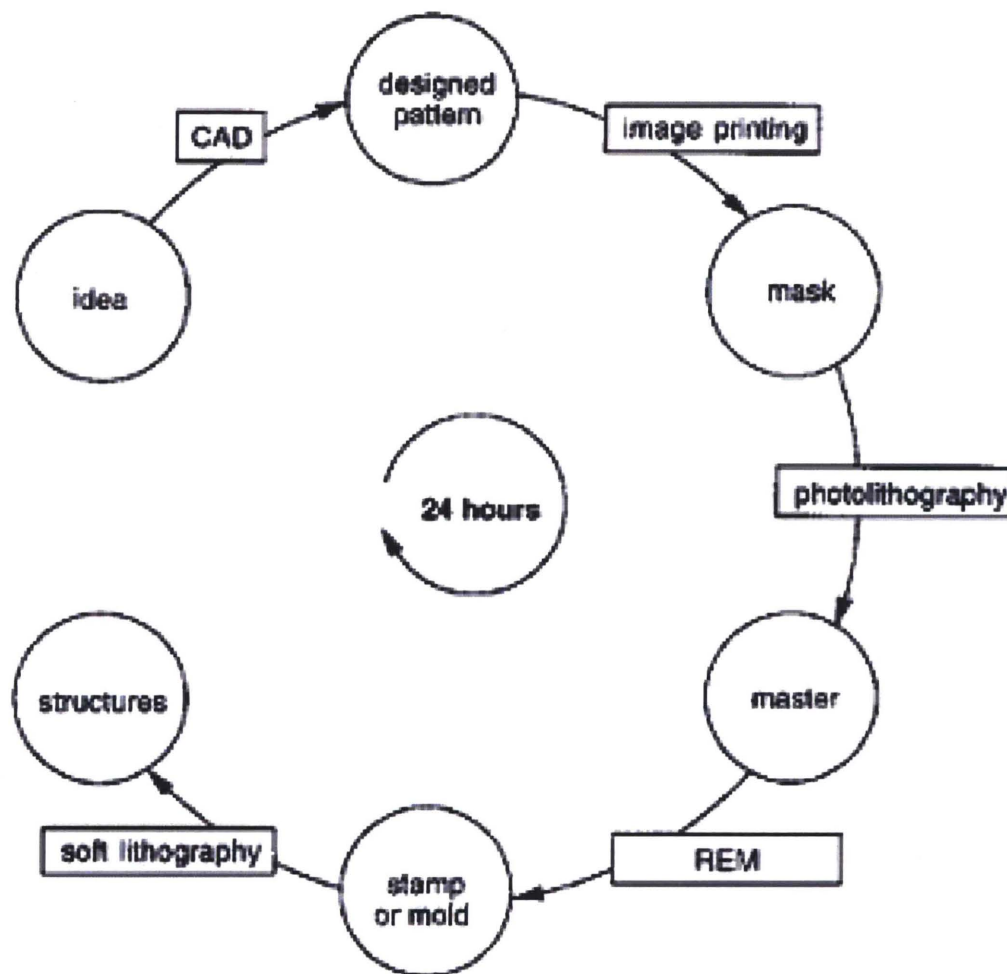 designed
pattern
CAD
image printing
idea
mask
24 hours
photolithography
structures
master
soft lithography
REM
stamp
or mold